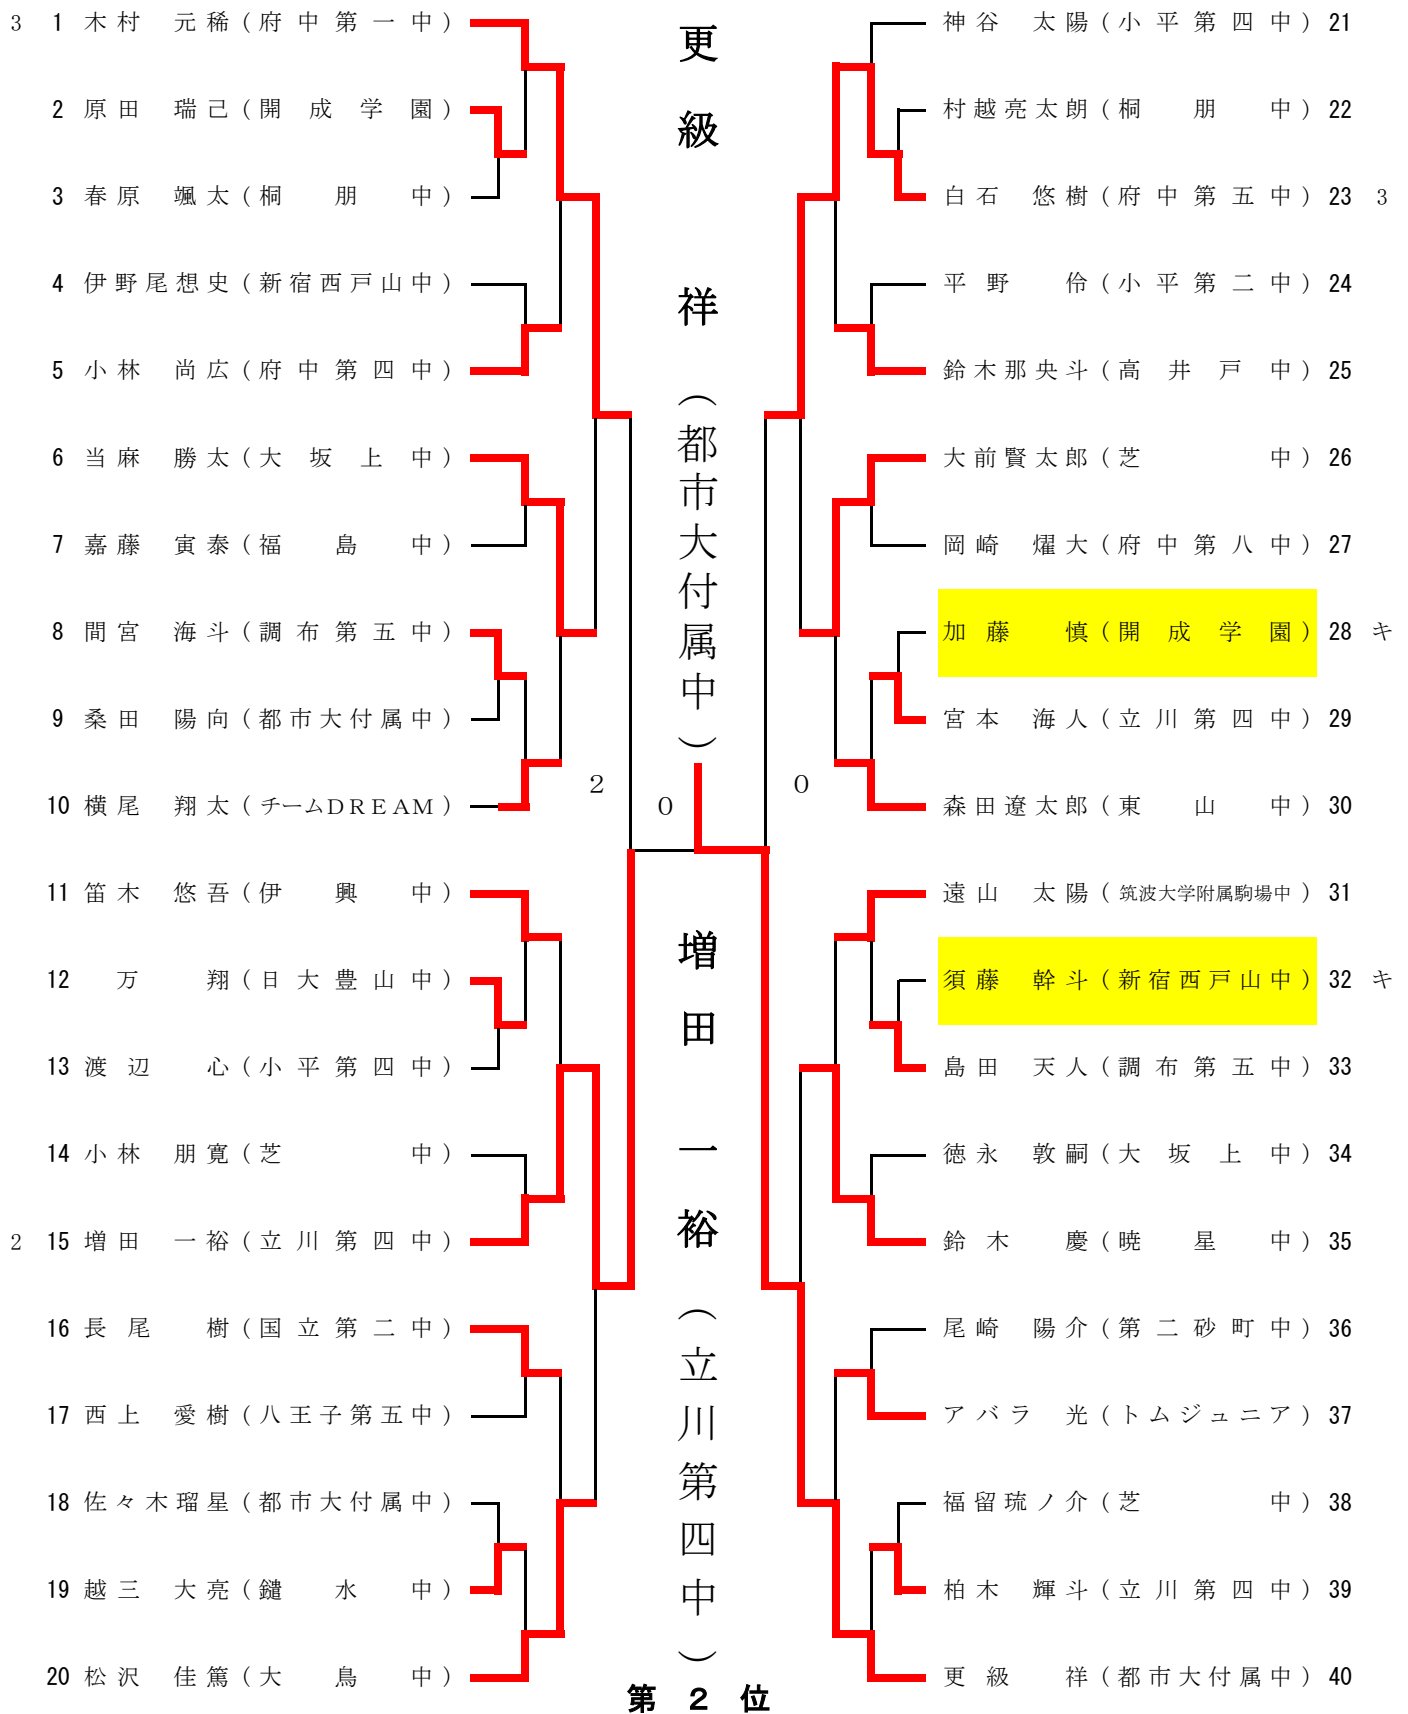 3 1 木村 元稀 (府中第一中)
2 原田 瑞己 (開成学園)
3 春原 颯太 (桐朋中)
4 伊野尾想史 (新宿西戸山中)
5 小林 尚広 (府中第四中)
6 当麻 勝太 (大坂上中)
7 嘉藤 寅泰 (福島中)
8 間宮 海斗 (調布第五中)
9 桑田 陽向 (都市大付属中)
10 横尾 翔太 (チームDREAM)
11 笛木 悠吾 (伊興中)
12 万 翔 (日大豊山中)
13 渡辺 心 (小平第四中)
14 小林 朋寛 (芝中)
2 15 増田 一裕 (立川第四中)
16 長尾 樹 (国立第二中)
17 西上 愛樹 (八王子第五中)
18 佐々木瑠星 (都市大付属中)
19 越三 大亮 (鑓水中)
20 松沢 佳篤 (大鳥中)
更級 祥 (都市大付属中)
2
0
0
増田 一裕 (立川第四中)
第2位
神谷 太陽 (小平第四中) 21
村越亮太朗 (桐朋中) 22
白石 悠樹 (府中第五中) 23 3
平野 伶 (小平第二中) 24
鈴木那央斗 (高井戸中) 25
大前賢太郎 (芝中) 26
岡崎 燿大 (府中第八中) 27
加藤 慎 (開成学園) 28 キ
宮本 海人 (立川第四中) 29
森田遼太郎 (東山中) 30
遠山 太陽 (筑波大学附属駒場中) 31
須藤 幹斗 (新宿西戸山中) 32 キ
島田 天人 (調布第五中) 33
徳永 敦嗣 (大坂上中) 34
鈴木 慶 (暁星中) 35
尾崎 陽介 (第二砂町中) 36
アバラ 光 (トムジュニア) 37
福留琉ノ介 (芝中) 38
柏木 輝斗 (立川第四中) 39
更級 祥 (都市大付属中) 40